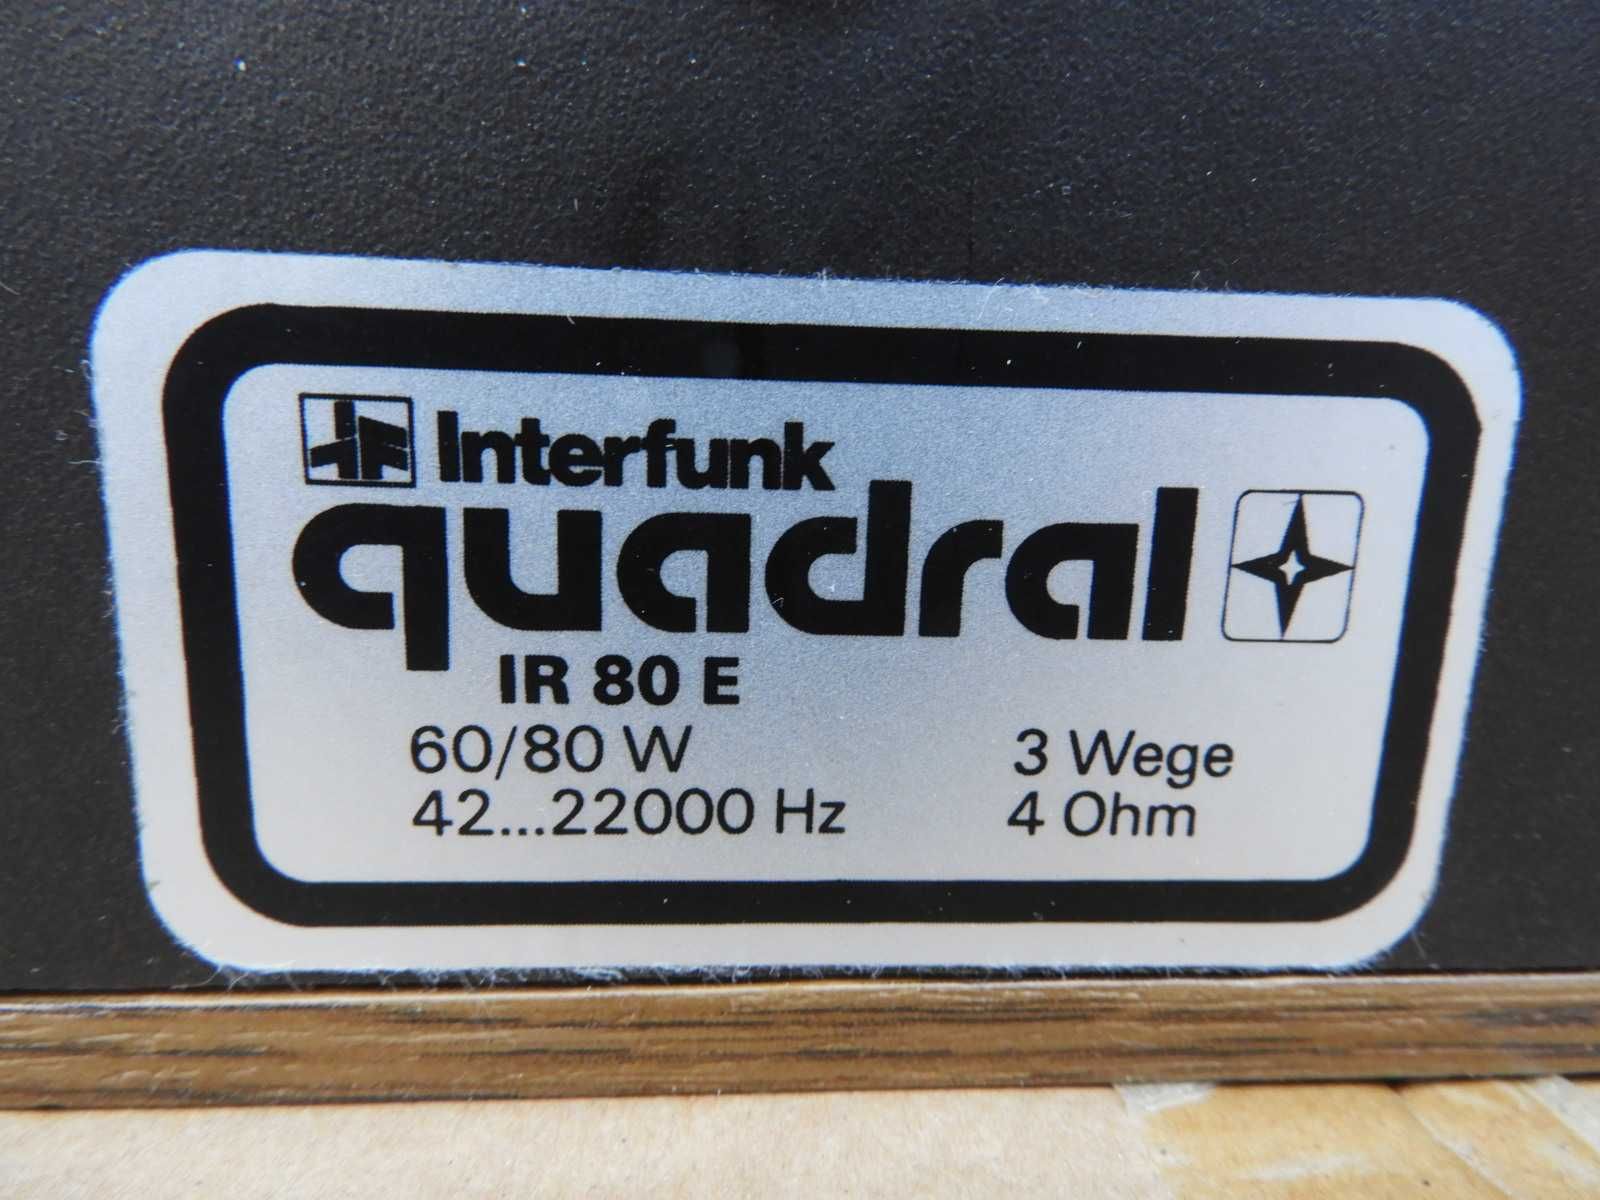 Interfunk
quadral
IR 80 E
60/80 W 3 Wege
42...22000 Hz 4 Ohm